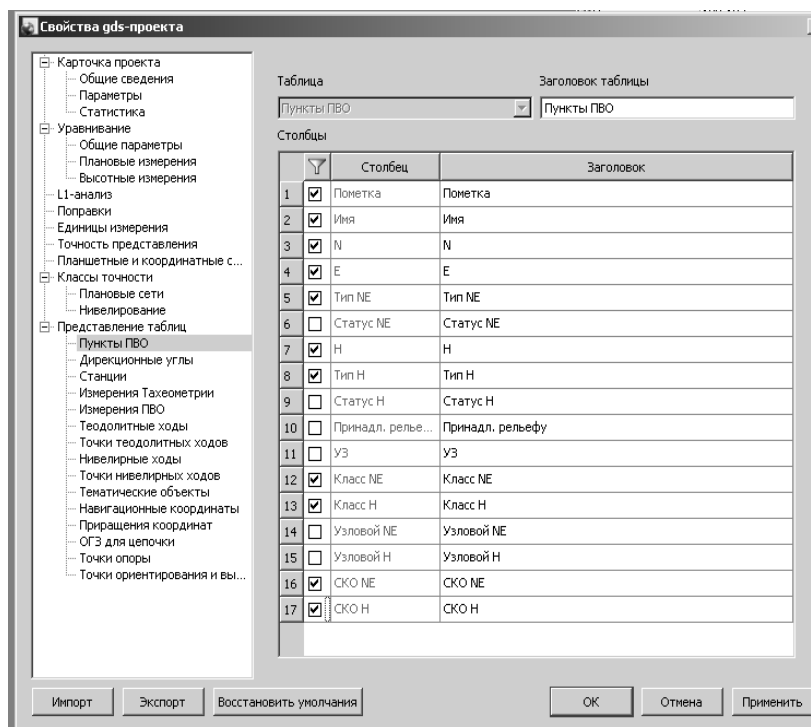 Свойства gds-проекта
Карточка проекта
Общие сведения
Параметры
Статистика
Уравнивание
Общие параметры
Плановые измерения
Высотные измерения
L1-анализ
Поправки
Единицы измерения
Точность представления
Планшетные и координатные с...
Классы точности
Плановые сети
Нивелирование
Представление таблиц
Пункты ПВО
Дирекционные углы
Станции
Измерения Тахеометрии
Измерения ПВО
Теодолитные ходы
Точки теодолитных ходов
Нивелирные ходы
Точки нивелирных ходов
Тематические объекты
Навигационные координаты
Приращения координат
ОГЗ для цепочки
Точки опоры
Точки ориентирования и вы...
Таблица Заголовок таблицы
Пункты ПВО Пункты ПВО
Столбцы
Столбец Заголовок
1 Пометка Пометка
2 Имя Имя
3 N N
4 E E
5 Тип NE Тип NE
6 Статус NE Статус NE
7 H H
8 Тип H Тип H
9 Статус H Статус H
10 Принадл. релье... Принадл. рельефу
11 УЗ УЗ
12 Класс NE Класс NE
13 Класс H Класс H
14 Узловой NE Узловой NE
15 Узловой H Узловой H
16 СКО NE СКО NE
17 СКО H СКО H
Импорт Экспорт Восстановить умолчания ОК Отмена Применить